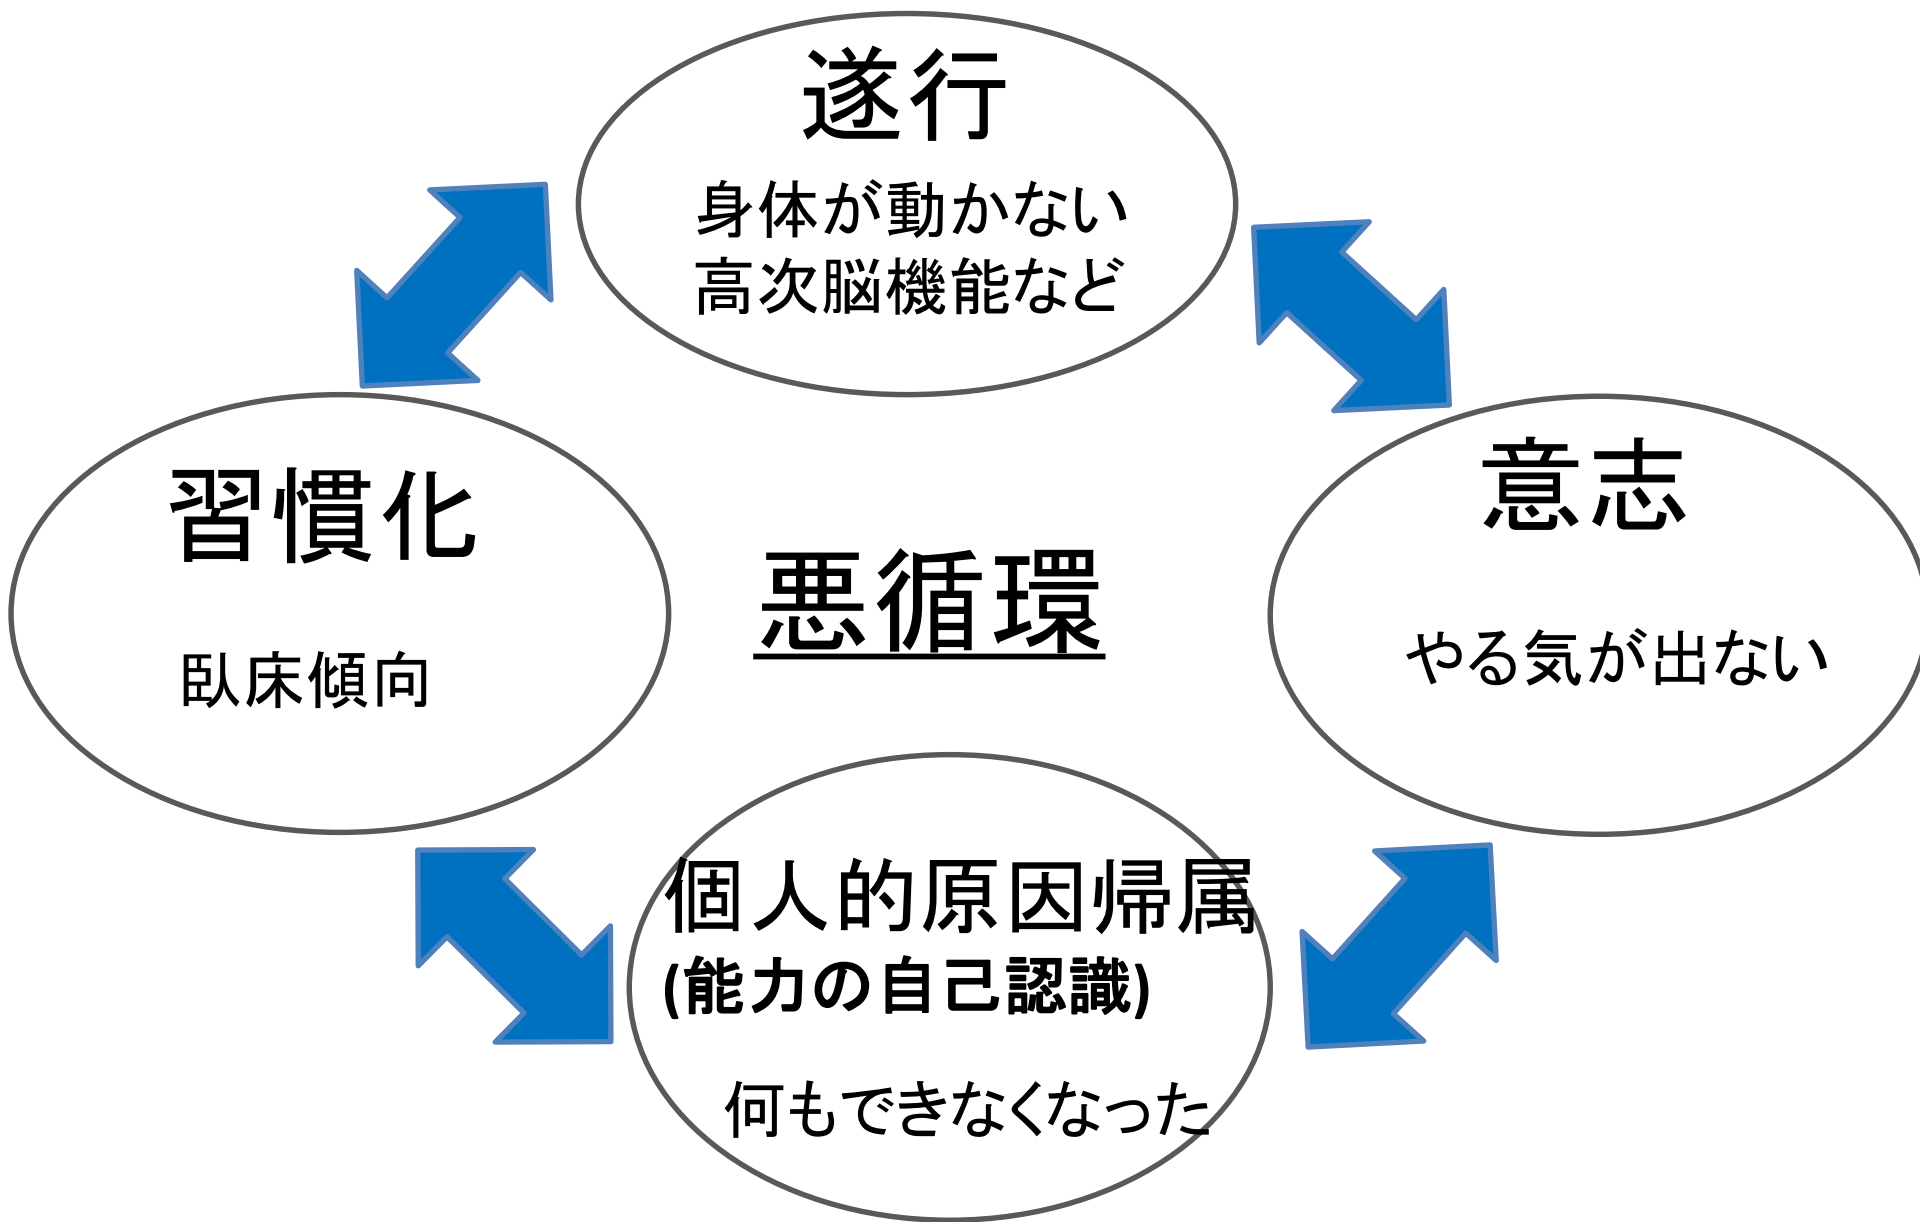 遂行
身体が動かない
高次脳機能など
習慣化
臥床傾向
悪循環
意志
やる気が出ない
個人的原因帰属
(能力の自己認識)
何もできなくなった